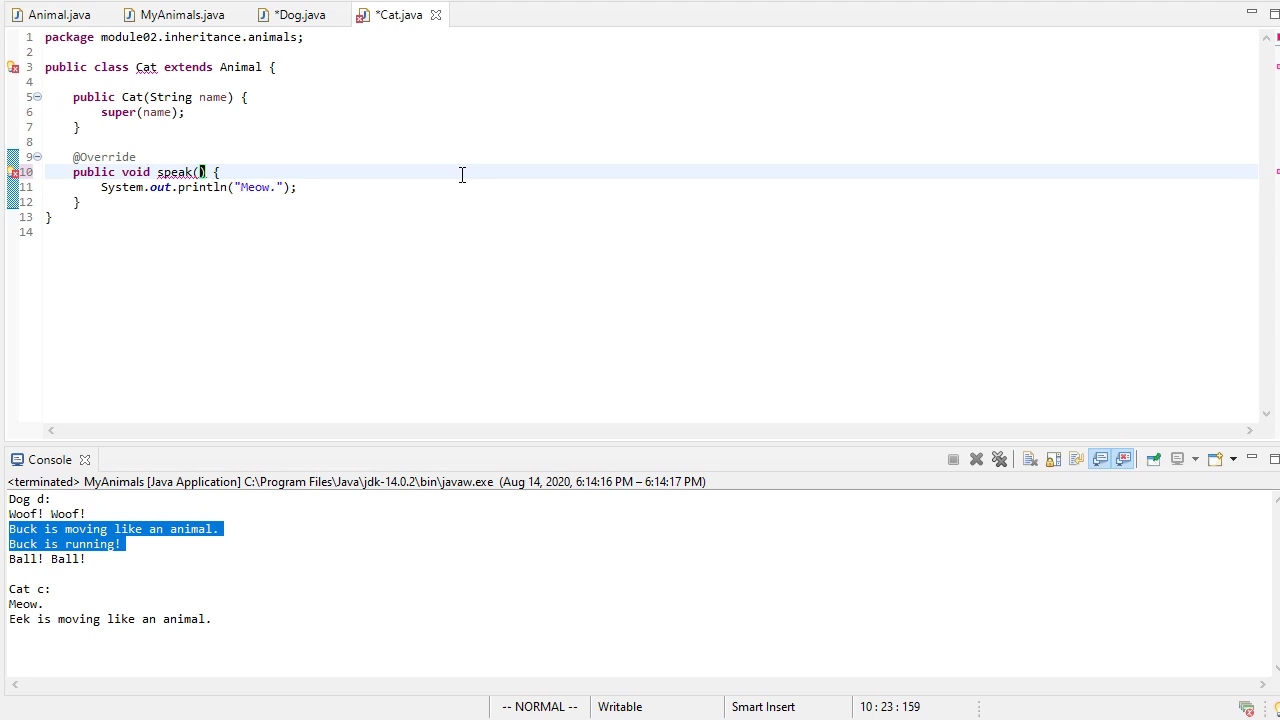 Animal.java MyAnimals.java *Dog.java *Cat.java
1 package module02.inheritance.animals;
2
3 public class Cat extends Animal {
4
5 public Cat(String name) {
6 super(name);
7 }
8
9 @Override
10 public void speak() {
11 System.out.println("Meow.");
12 }
13 }
14
Console
<terminated> MyAnimals [Java Application] C:\Program Files\Java\jdk-14.0.2\bin\javaw.exe (Aug 14, 2020, 6:14:16 PM – 6:14:17 PM)
Dog d:
Woof! Woof!
Buck is moving like an animal.
Buck is running!
Ball! Ball!
Cat c:
Meow.
Eek is moving like an animal.
-- NORMAL -- Writable Smart Insert 10 : 23 : 159